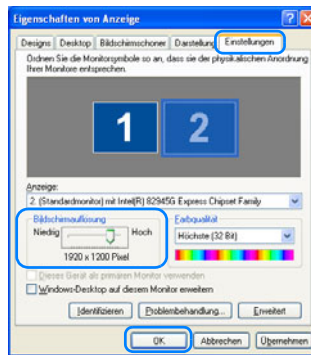 Eigenschaften von Anzeige
Designs Desktop Bildschirmschoner Darstellung Einstellungen
Ordnen Sie die Monitorsymbole so an, dass sie der physikalischen Anordnung
Ihrer Monitore entsprechen.
1 2
Anzeige:
2. (Standardmonitor) mit Intel(R) 82945G Express Chipset Family
Bildschirmauflösung
Niedrig Hoch
1920 x 1200 Pixel
Farbqualität
Höchste (32 Bit)
Dieses Gerät als primären Monitor verwenden
Windows-Desktop auf diesem Monitor erweitern
Identifizieren Problembehandlung... Erweitert
OK Abbrechen Übernehmen